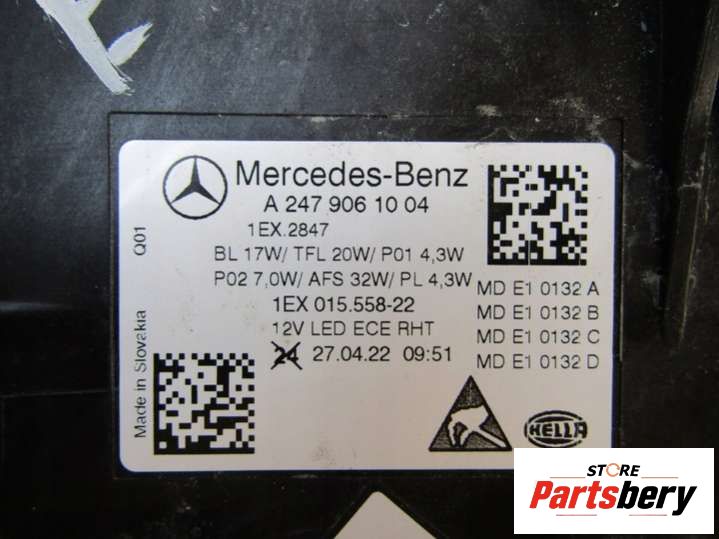 Mercedes-Benz
A 247 906 10 04
1EX.2847
BL 17W/ TFL 20W/ P01 4,3W
P02 7,0W/ AFS 32W/ PL 4,3W
1EX 015.558-22
12V LED ECE RHT
24 27.04.22 09:51
MD E1 0132 A
MD E1 0132 B
MD E1 0132 C
MD E1 0132 D
Made in Slovakia Q01
HELLA
STORE
Partsbery